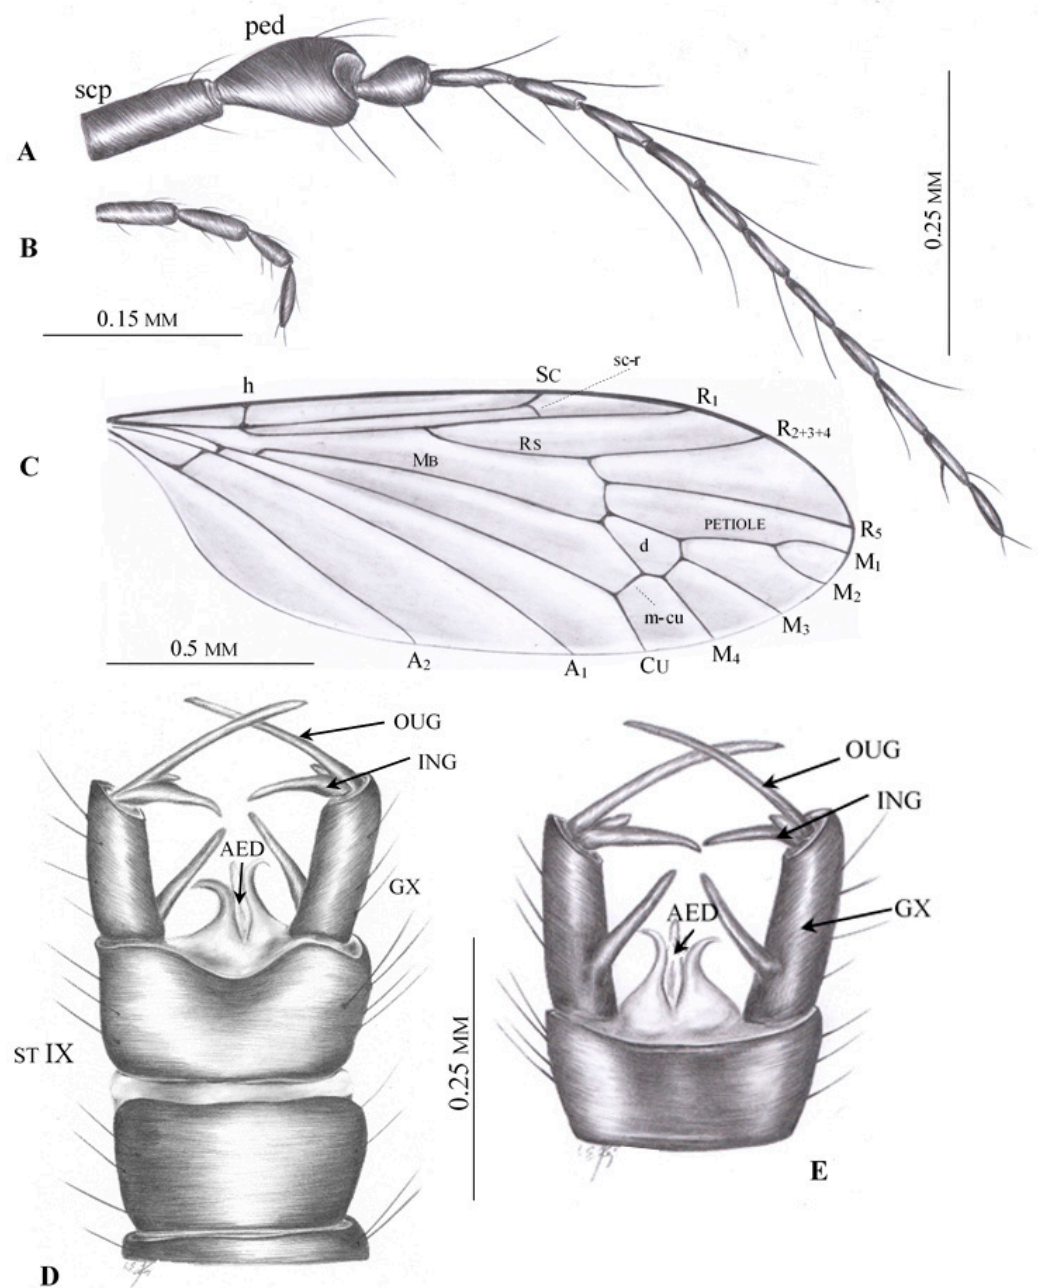 ped
scp
A
0.25 MM
B
0.15 MM
sc-r
h
SC
R1
R2+3+4
RS
C
MB
PETIOLE
R5
d
M1
M2
m-cu
M3
0.5 MM
A2
A1
CU
M4
OUG
ING
OUG
ING
AED
GX
AED
GX
ST IX
0.25 MM
E
D